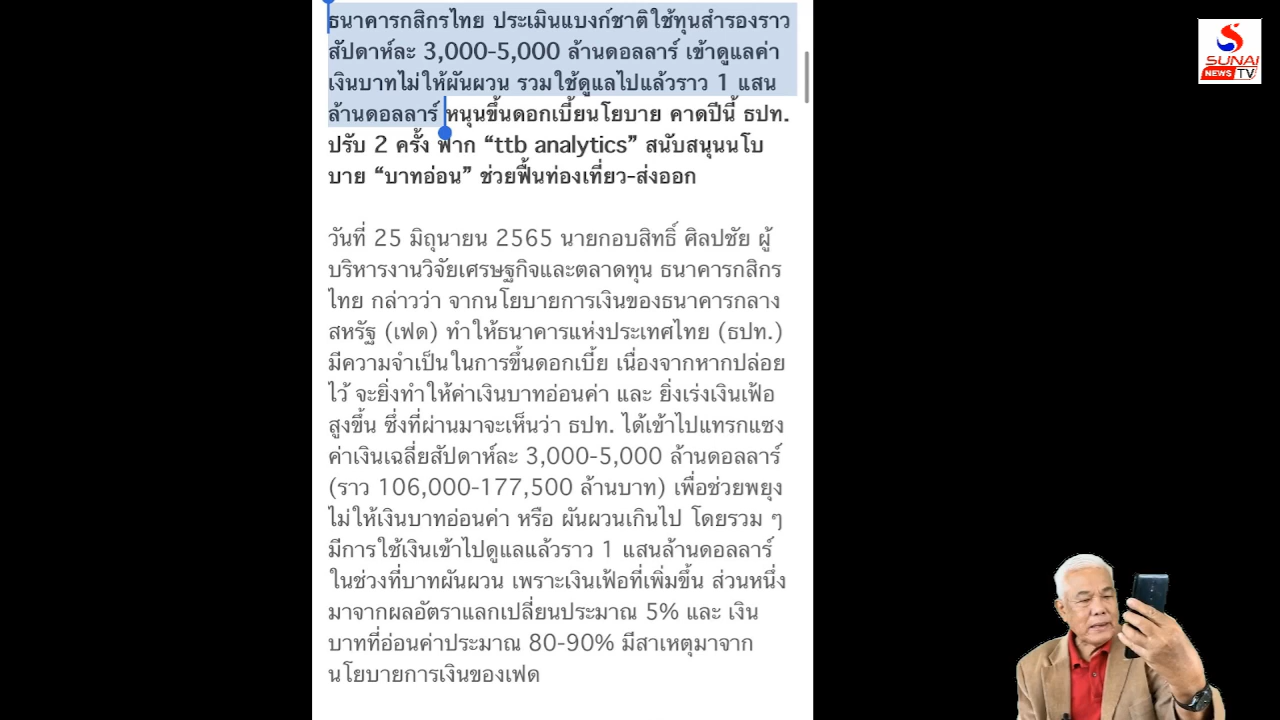 ธนาคารกสิกรไทย ประเมินแบงก์ชาติใช้ทุนสำรองราว
สัปดาห์ละ 3,000-5,000 ล้านดอลลาร์ เข้าดูแลค่า
เงินบาทไม่ให้ผันผวน รวมใช้ดูแลไปแล้วราว 1 แสน
ล้านดอลลาร์ หนุนขึ้นดอกเบี้ยนโยบาย คาดปีนี้ ธปท.
ปรับ 2 ครั้ง ฟาก “ttb analytics” สนับสนุนนโบ
บาย “บาทอ่อน” ช่วยฟื้นท่องเที่ยว-ส่งออก
วันที่ 25 มิถุนายน 2565 นายกอบสิทธิ์ ศิลปชัย ผู้
บริหารงานวิจัยเศรษฐกิจและตลาดทุน ธนาคารกสิกร
ไทย กล่าวว่า จากนโยบายการเงินของธนาคารกลาง
สหรัฐ (เฟด) ทำให้ธนาคารแห่งประเทศไทย (ธปท.)
มีความจำเป็นในการขึ้นดอกเบี้ย เนื่องจากหากปล่อย
ไว้ จะยิ่งทำให้ค่าเงินบาทอ่อนค่า และ ยิ่งเร่งเงินเฟ้อ
สูงขึ้น ซึ่งที่ผ่านมาจะเห็นว่า ธปท. ได้เข้าไปแทรกแซง
ค่าเงินเฉลี่ยสัปดาห์ละ 3,000-5,000 ล้านดอลลาร์
(ราว 106,000-177,500 ล้านบาท) เพื่อช่วยพยุง
ไม่ให้เงินบาทอ่อนค่า หรือ ผันผวนเกินไป โดยรวม ๆ
มีการใช้เงินเข้าไปดูแลแล้วราว 1 แสนล้านดอลลาร์
ในช่วงที่บาทผันผวน เพราะเงินเฟ้อที่เพิ่มขึ้น ส่วนหนึ่ง
มาจากผลอัตราแลกเปลี่ยนประมาณ 5% และ เงิน
บาทที่อ่อนค่าประมาณ 80-90% มีสาเหตุมาจาก
นโยบายการเงินของเฟด
SUNAI
NEWS TV